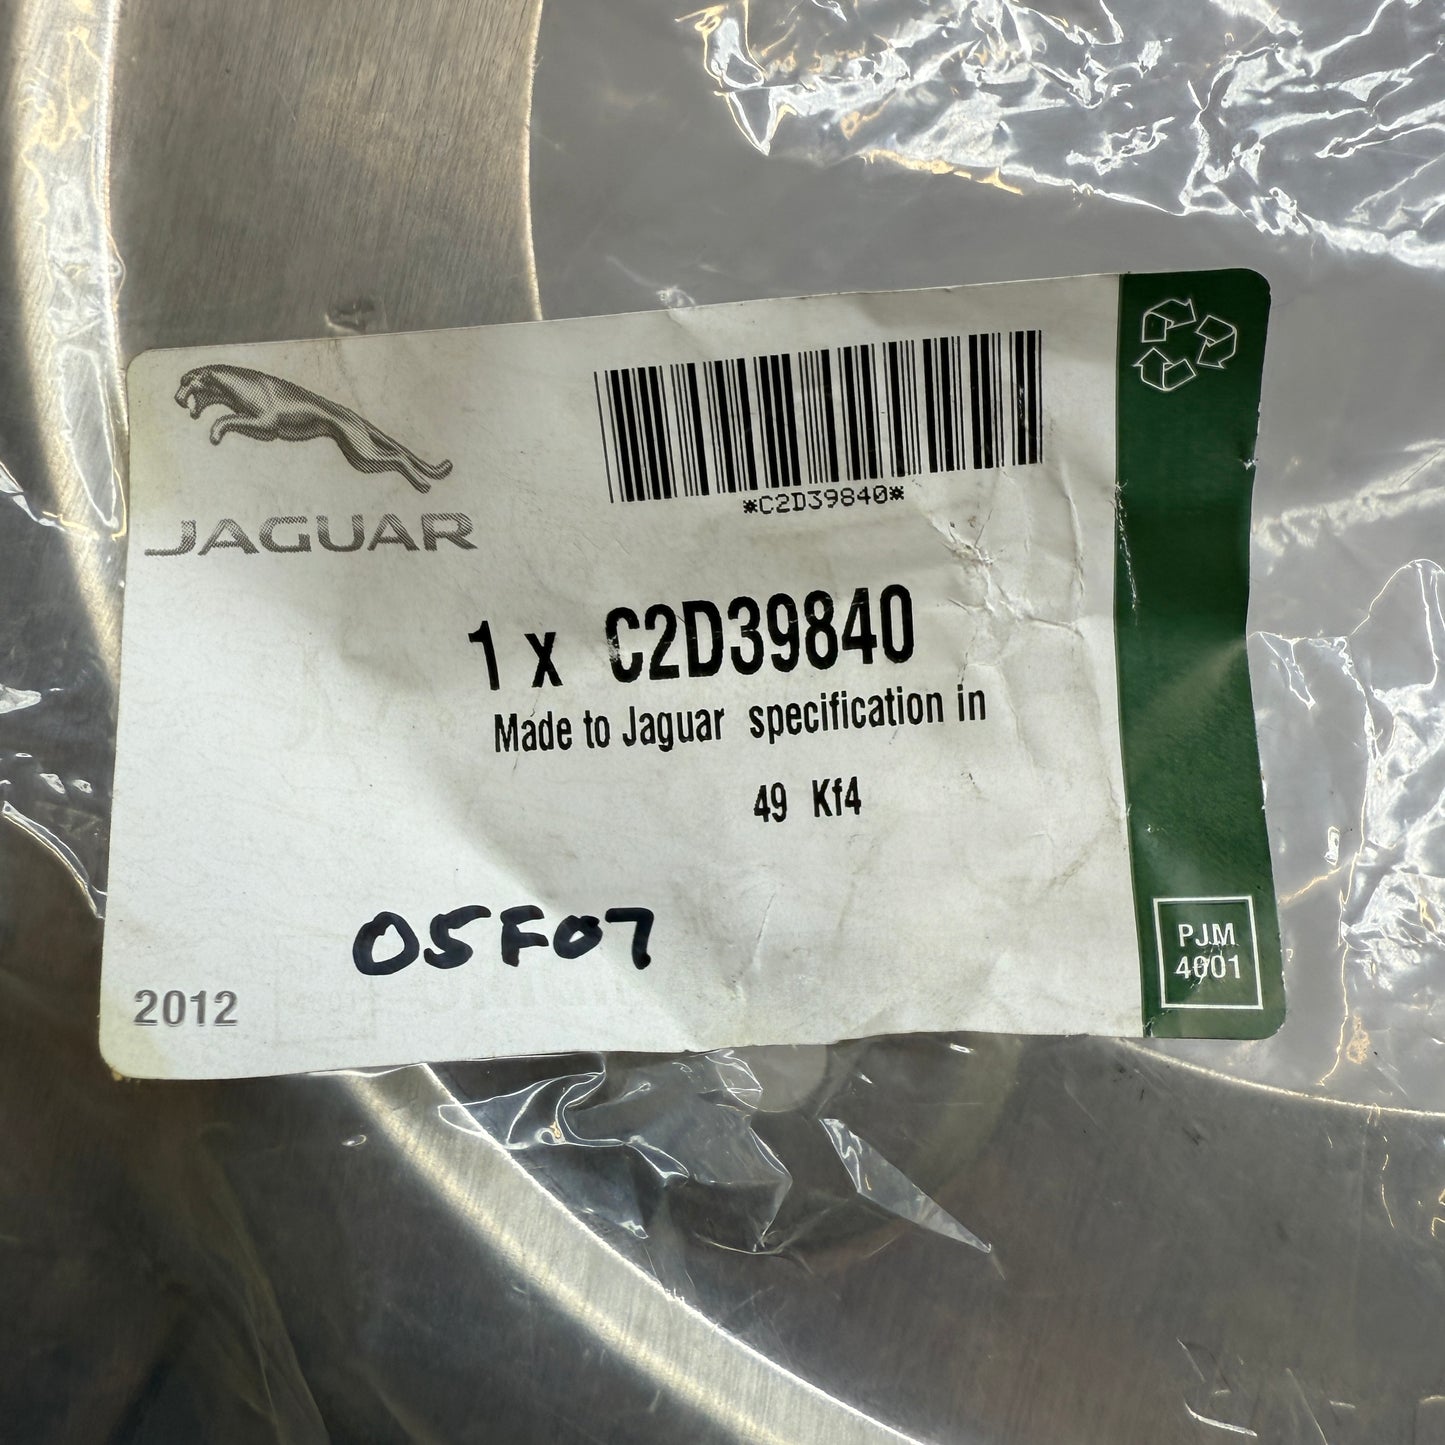 JAGUAR
*C2D39840*
1 x C2D39840
Made to Jaguar specification in
49 Kf4
05F07
2012
PJM
4001